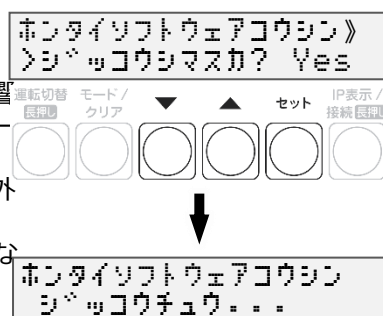 ホンタイソフトウェアコウシン》
>ジッコウシマスカ? Yes
響
運転切替 長押し
モード/クリア
▼
▲
セット
IP表示/接続 長押し
外
な
ホンタイソフトウェアコウシン
ジッコウチュウ...